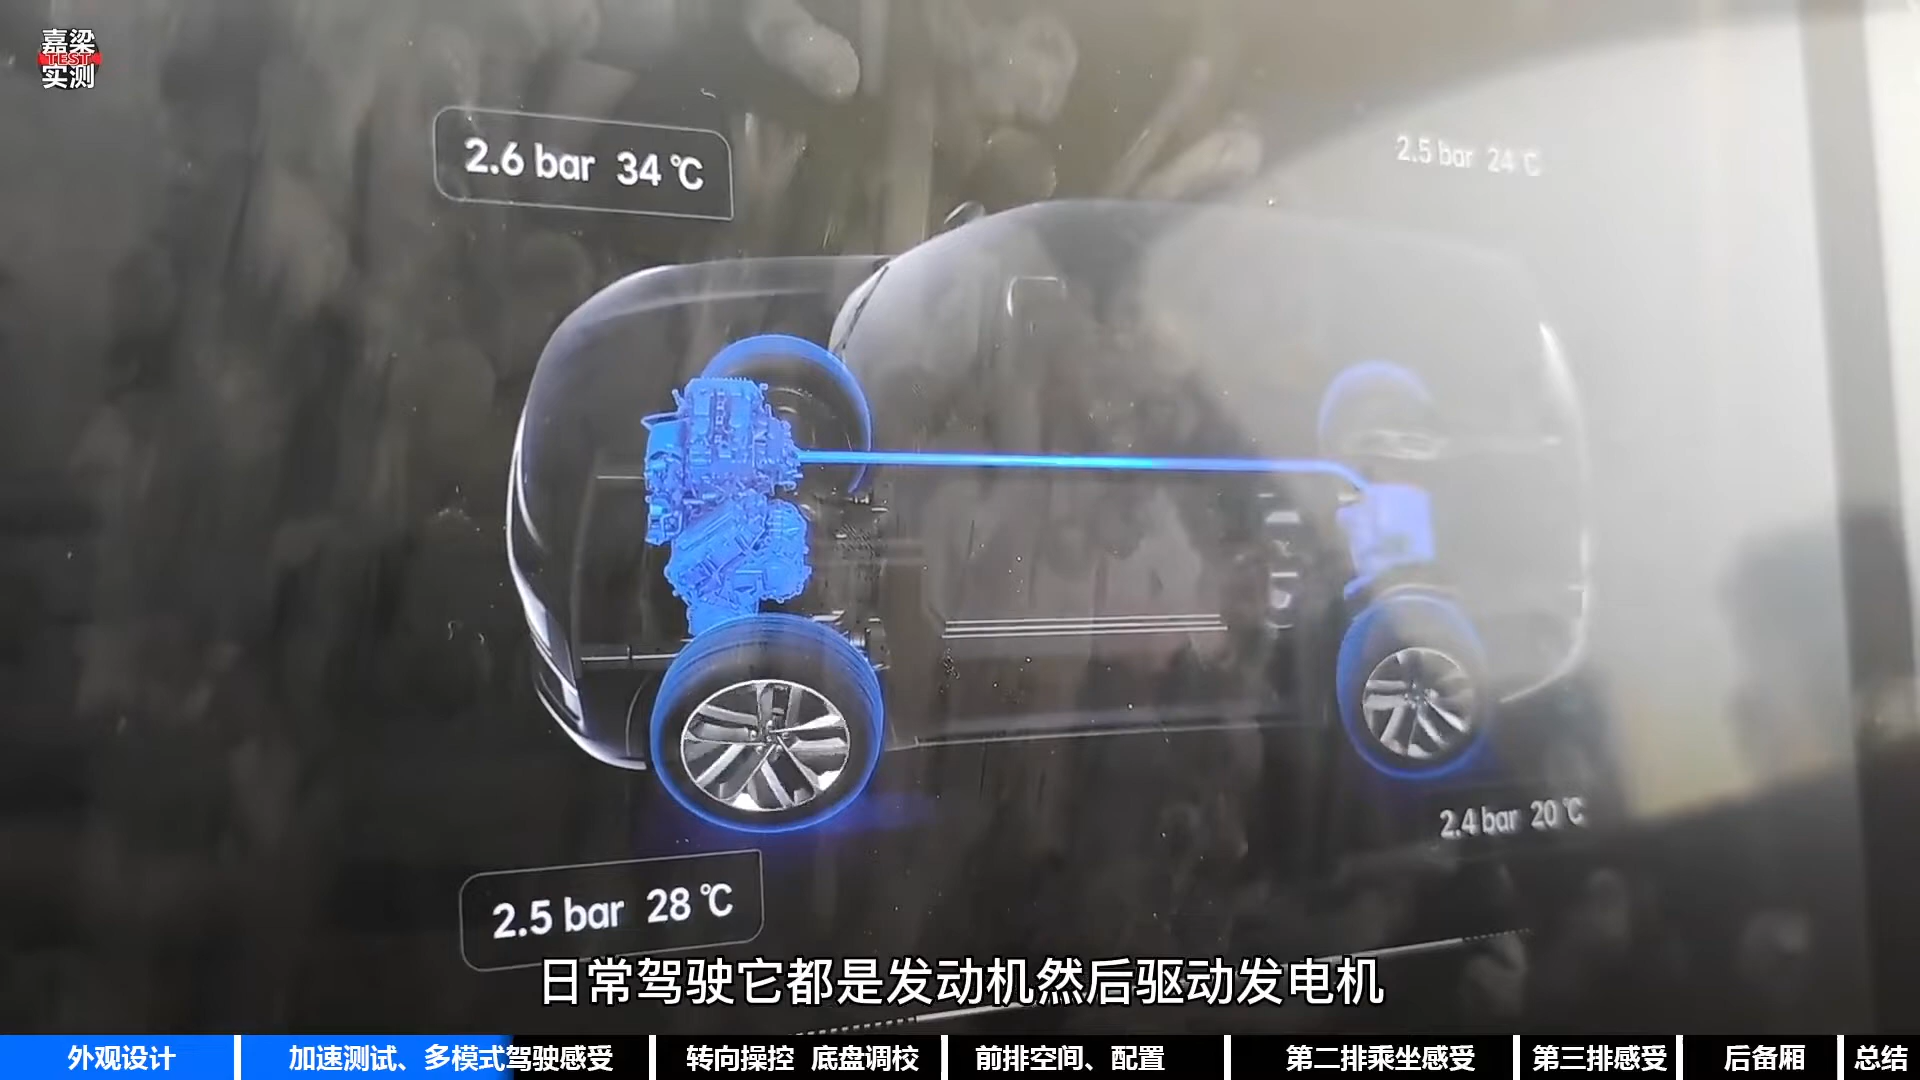 嘉梁
TEST
实测
2.6 bar 34 ℃
2.5 bar 24 ℃
2.4 bar 20 ℃
2.5 bar 28 ℃
日常驾驶它都是发动机然后驱动发电机
外观设计
加速测试、多模式驾驶感受
转向操控 底盘调校
前排空间、配置
第二排乘坐感受
第三排感受
后备厢
总结